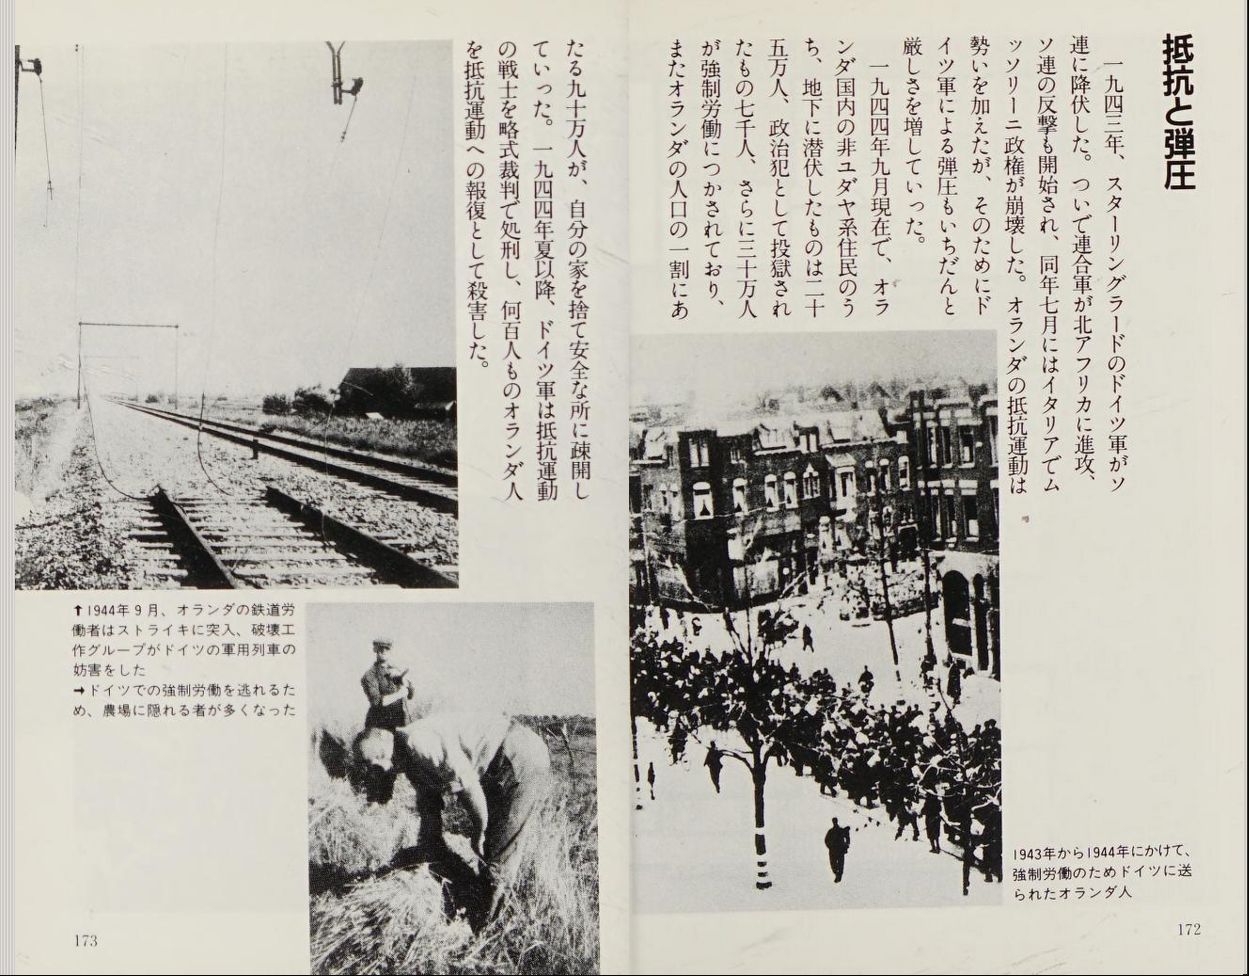 抵抗と弾圧
一九四三年、スターリングラードのドイツ軍がソ
連に降伏した。ついで連合軍が北アフリカに進攻、
ソ連の反撃も開始され、同年七月にはイタリアでム
ッソリーニ政権が崩壊した。オランダの抵抗運動は
勢いを加えたが、そのためにド
イツ軍による弾圧もいちだんと
厳しさを増していった。
一九四四年九月現在で、オラ
ンダ国内の非ユダヤ系住民のう
ち、地下に潜伏したものは二十
五万人、政治犯として投獄され
たもの七千人、さらに三十万人
が強制労働につかされており、
またオランダの人口の一割にあ
1943年から1944年にかけて、
強制労働のためドイツに送
られたオランダ人
172
たる九十万人が、自分の家を捨て安全な所に疎開し
ていった。一九四四年夏以降、ドイツ軍は抵抗運動
の戦士を略式裁判で処刑し、何百人ものオランダ人
を抵抗運動への報復として殺害した。
↑1944年9月、オランダの鉄道労
働者はストライキに突入、破壊工
作グループがドイツの軍用列車の
妨害をした
→ドイツでの強制労働を逃れるた
め、農場に隠れる者が多くなった
173